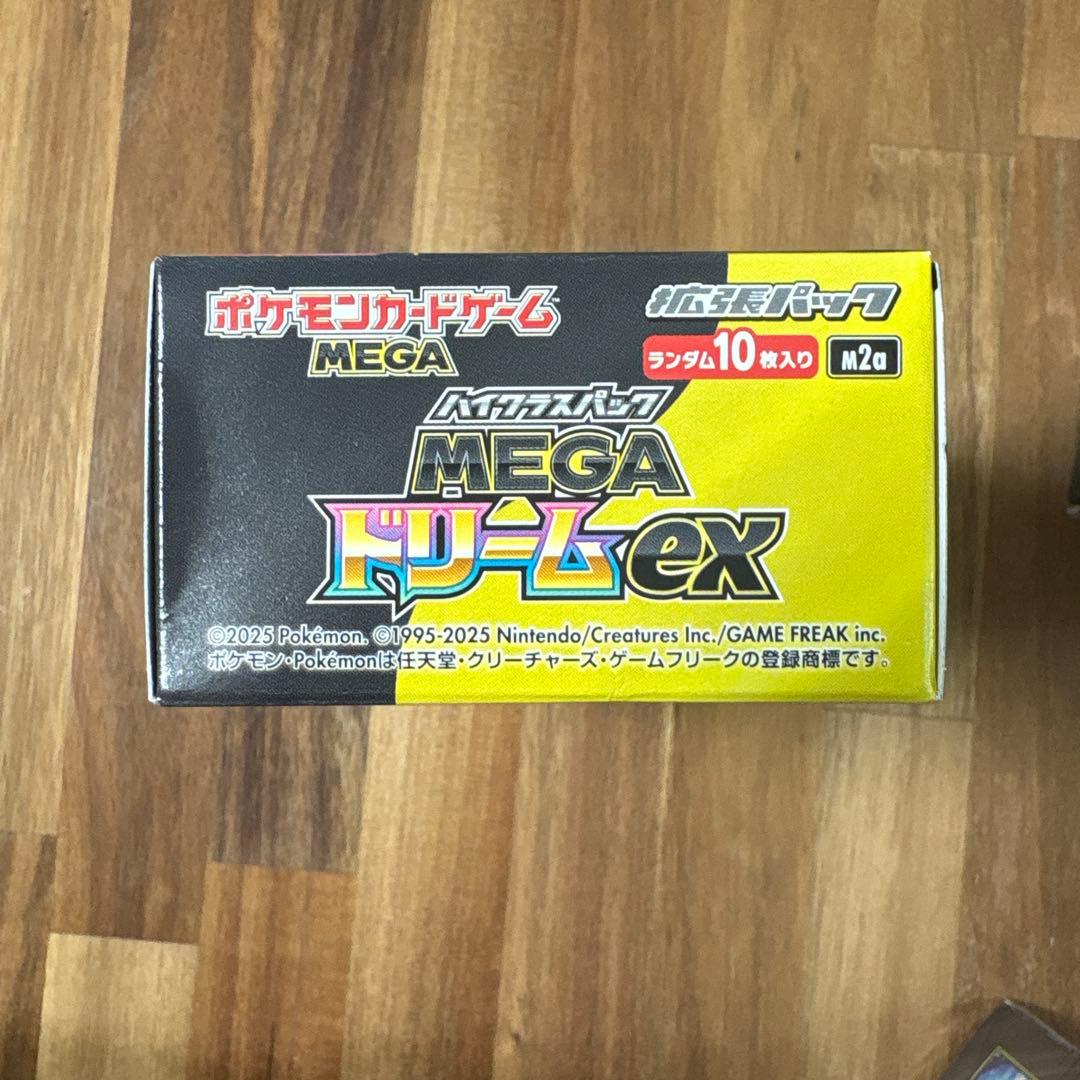 ポケモンカードゲーム™
MEGA
拡張パック
ランダム10枚入り
M2a
ハイクラスパック
MEGA
ドリームex
©2025 Pokémon. ©1995-2025 Nintendo/Creatures Inc./GAME FREAK inc.
ポケモン・Pokémonは任天堂・クリーチャーズ・ゲームフリークの登録商標です。